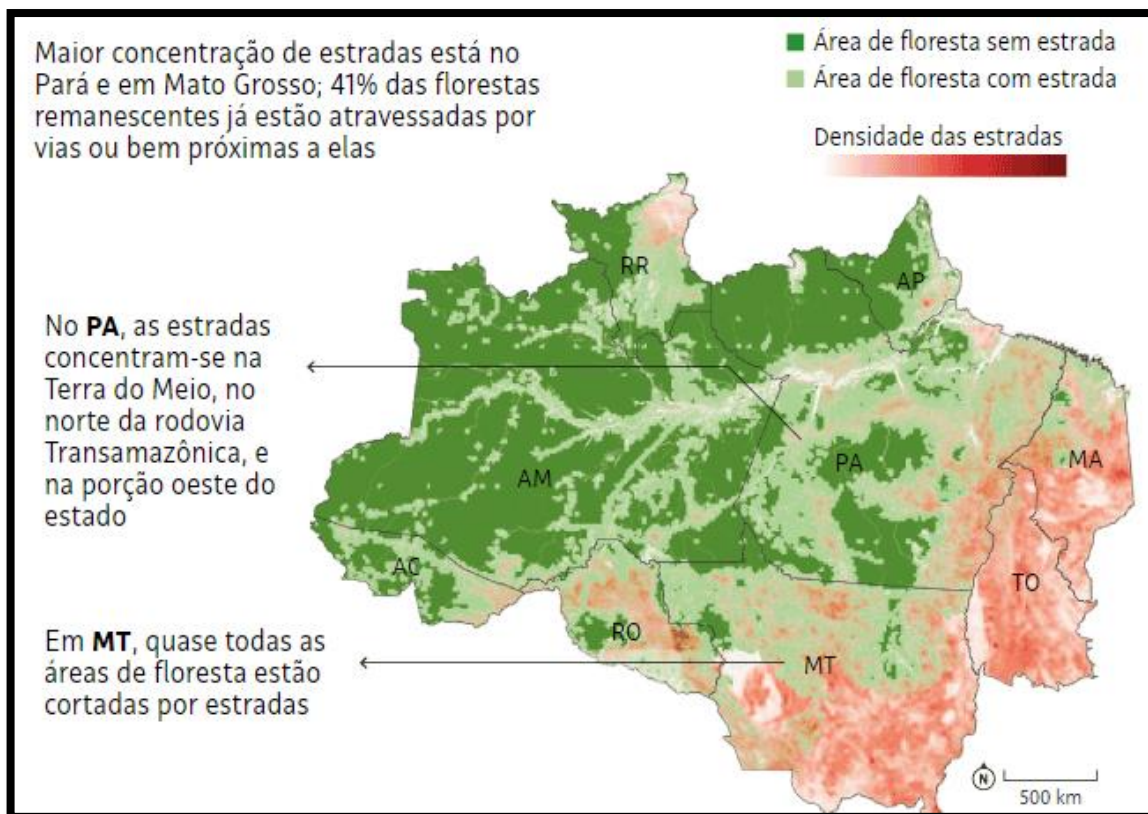 Maior concentração de estradas está no
Pará e em Mato Grosso; 41% das florestas
remanescentes já estão atravessadas por
vias ou bem próximas a elas
Área de floresta sem estrada
Área de floresta com estrada
Densidade das estradas
RR
AP
No PA, as estradas
concentram-se na
Terra do Meio, no
norte da rodovia
Transamazônica, e
na porção oeste do
estado
AM
PA
MA
AC
TO
RO
MT
Em MT, quase todas as
áreas de floresta estão
cortadas por estradas
N
500 km